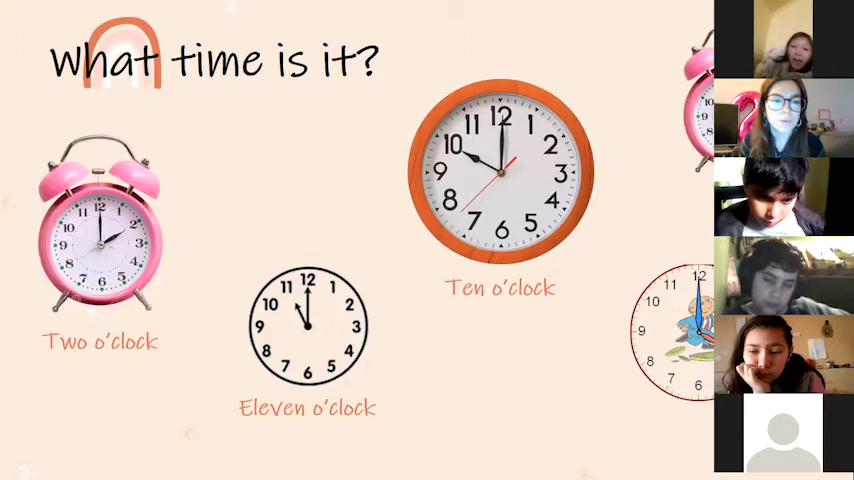 What time is it?
Two o'clock
Eleven o'clock
Ten o'clock